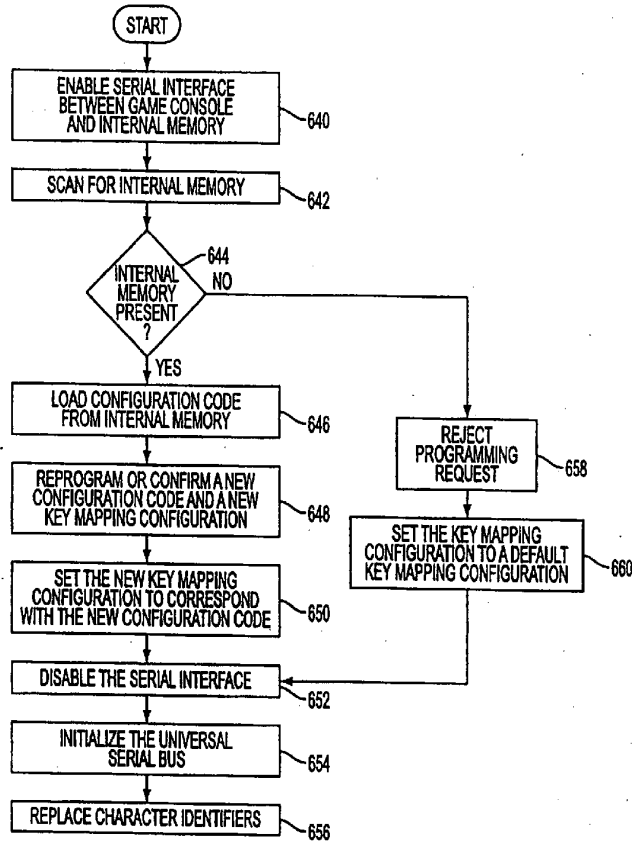 START
ENABLE SERIAL INTERFACE
BETWEEN GAME CONSOLE
AND INTERNAL MEMORY
640
SCAN FOR INTERNAL MEMORY
642
644
INTERNAL
MEMORY
PRESENT
?
NO
YES
LOAD CONFIGURATION CODE
FROM INTERNAL MEMORY
646
REJECT
PROGRAMMING
REQUEST
658
REPROGRAM OR CONFIRM A NEW
CONFIGURATION CODE AND A NEW
KEY MAPPING CONFIGURATION
648
SET THE KEY MAPPING
CONFIGURATION TO A DEFAULT
KEY MAPPING CONFIGURATION
660
SET THE NEW KEY MAPPING
CONFIGURATION TO CORRESPOND
WITH THE NEW CONFIGURATION CODE
650
DISABLE THE SERIAL INTERFACE
652
INITIALIZE THE UNIVERSAL
SERIAL BUS
654
REPLACE CHARACTER IDENTIFIERS
656